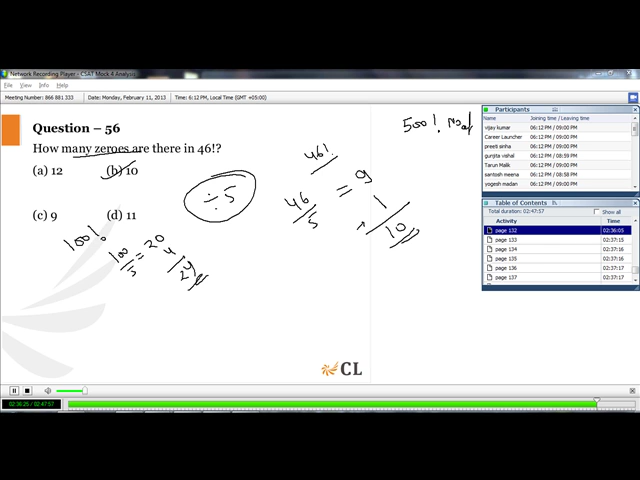 Network Recording Player - CSAT Mock 4 Analysis
File View Info Help
Meeting Number: 866 881 333 Date: Monday, February 11, 2013 Time: 6:12 PM, Local Time (GMT +05:00)
Question – 56
How many zeroes are there in 46!?
(a) 12 (b) 10
(c) 9 (d) 11
÷5
46!
46/5 = 9
1
10
500!
100!
100/5 = 20
4
24
CL
Participants
Name Joining time / Leaving time
vijay kumar 06:12 PM / 09:00 PM
Career Launcher 06:12 PM / 09:00 PM
preeti sinha 06:12 PM / 09:00 PM
gunjita vishal 06:12 PM / 08:59 PM
Tarun Malik 06:12 PM / 09:00 PM
santosh meena 06:12 PM / 08:58 PM
yogesh madan 06:12 PM / 09:00 PM
Table of Contents
Total duration: 02:47:57 Show all
Activity Time
page 132 02:36:05
page 133 02:37:15
page 134 02:37:16
page 135 02:37:16
page 136 02:37:17
page 137 02:37:17
02:36:25 / 02:47:57